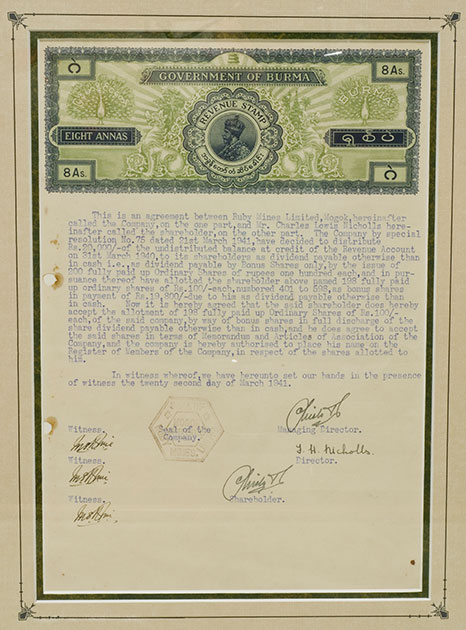 GOVERNMENT OF BURMA
8 As.
REVENUE STAMP
EIGHT ANNAS
8 As.
This is an agreement between Ruby Mines Limited, Mogok, hereinafter
called the Company, on the one part, and Mr. Charles Lewis Nicholls here-
inafter called the shareholder, on the other part. The Company by special
resolution No.75 dated 21st March 1941, have decided to distribute
Rs.20,000/-of the undistributed balance at credit of the Revenue Account
on 31st March 1940, to its shareholders as dividend payable otherwise than
in cash i.e., as dividend payable by Bonus Shares only, by the issue of
200 fully paid up Ordinary Shares of rupees one hundred each, and in pur-
suance thereof have allotted the shareholder above named 198 fully paid
up ordinary shares of Rs.100/-each, numbered 401 to 598, as bonus shares
in payment of Rs.19,800/-due to him as dividend payable otherwise than
in cash. Now it is hereby agreed that the said shareholder does hereby
accept the allotment of 198 fully paid up Ordinary Shares of Rs.100/-
each, of the said company, by way of bonus shares in full discharge of the
share dividend payable otherwise than in cash, and he does agree to accept
the said shares in terms of Memorandum and Articles of Association of the
Company, and the company is hereby authorised to place his name on the
Register of Members of the Company, in respect of the shares allotted to
him.
In witness whereof, we have hereunto set our hands in the presence
of witness the twenty second day of March 1941.
Witness.
Seal of the
Company.
Managing Director.
Witness.
F. H. Nicholls.
Director.
Witness.
Shareholder.